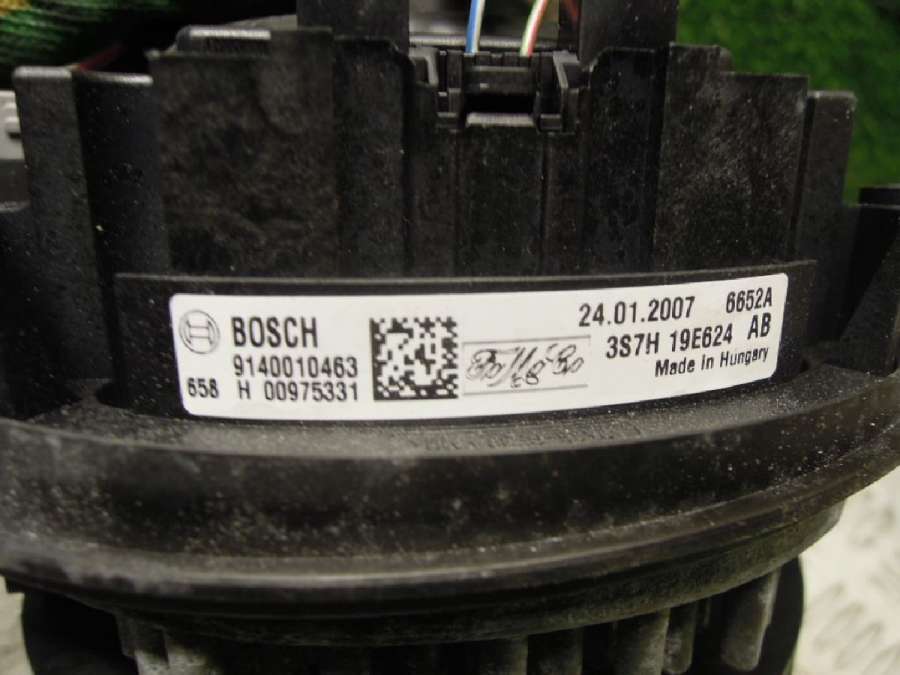 BOSCH
9140010463
658 H 00975331
24.01.2007 6652A
3S7H 19E624 AB
Made In Hungary